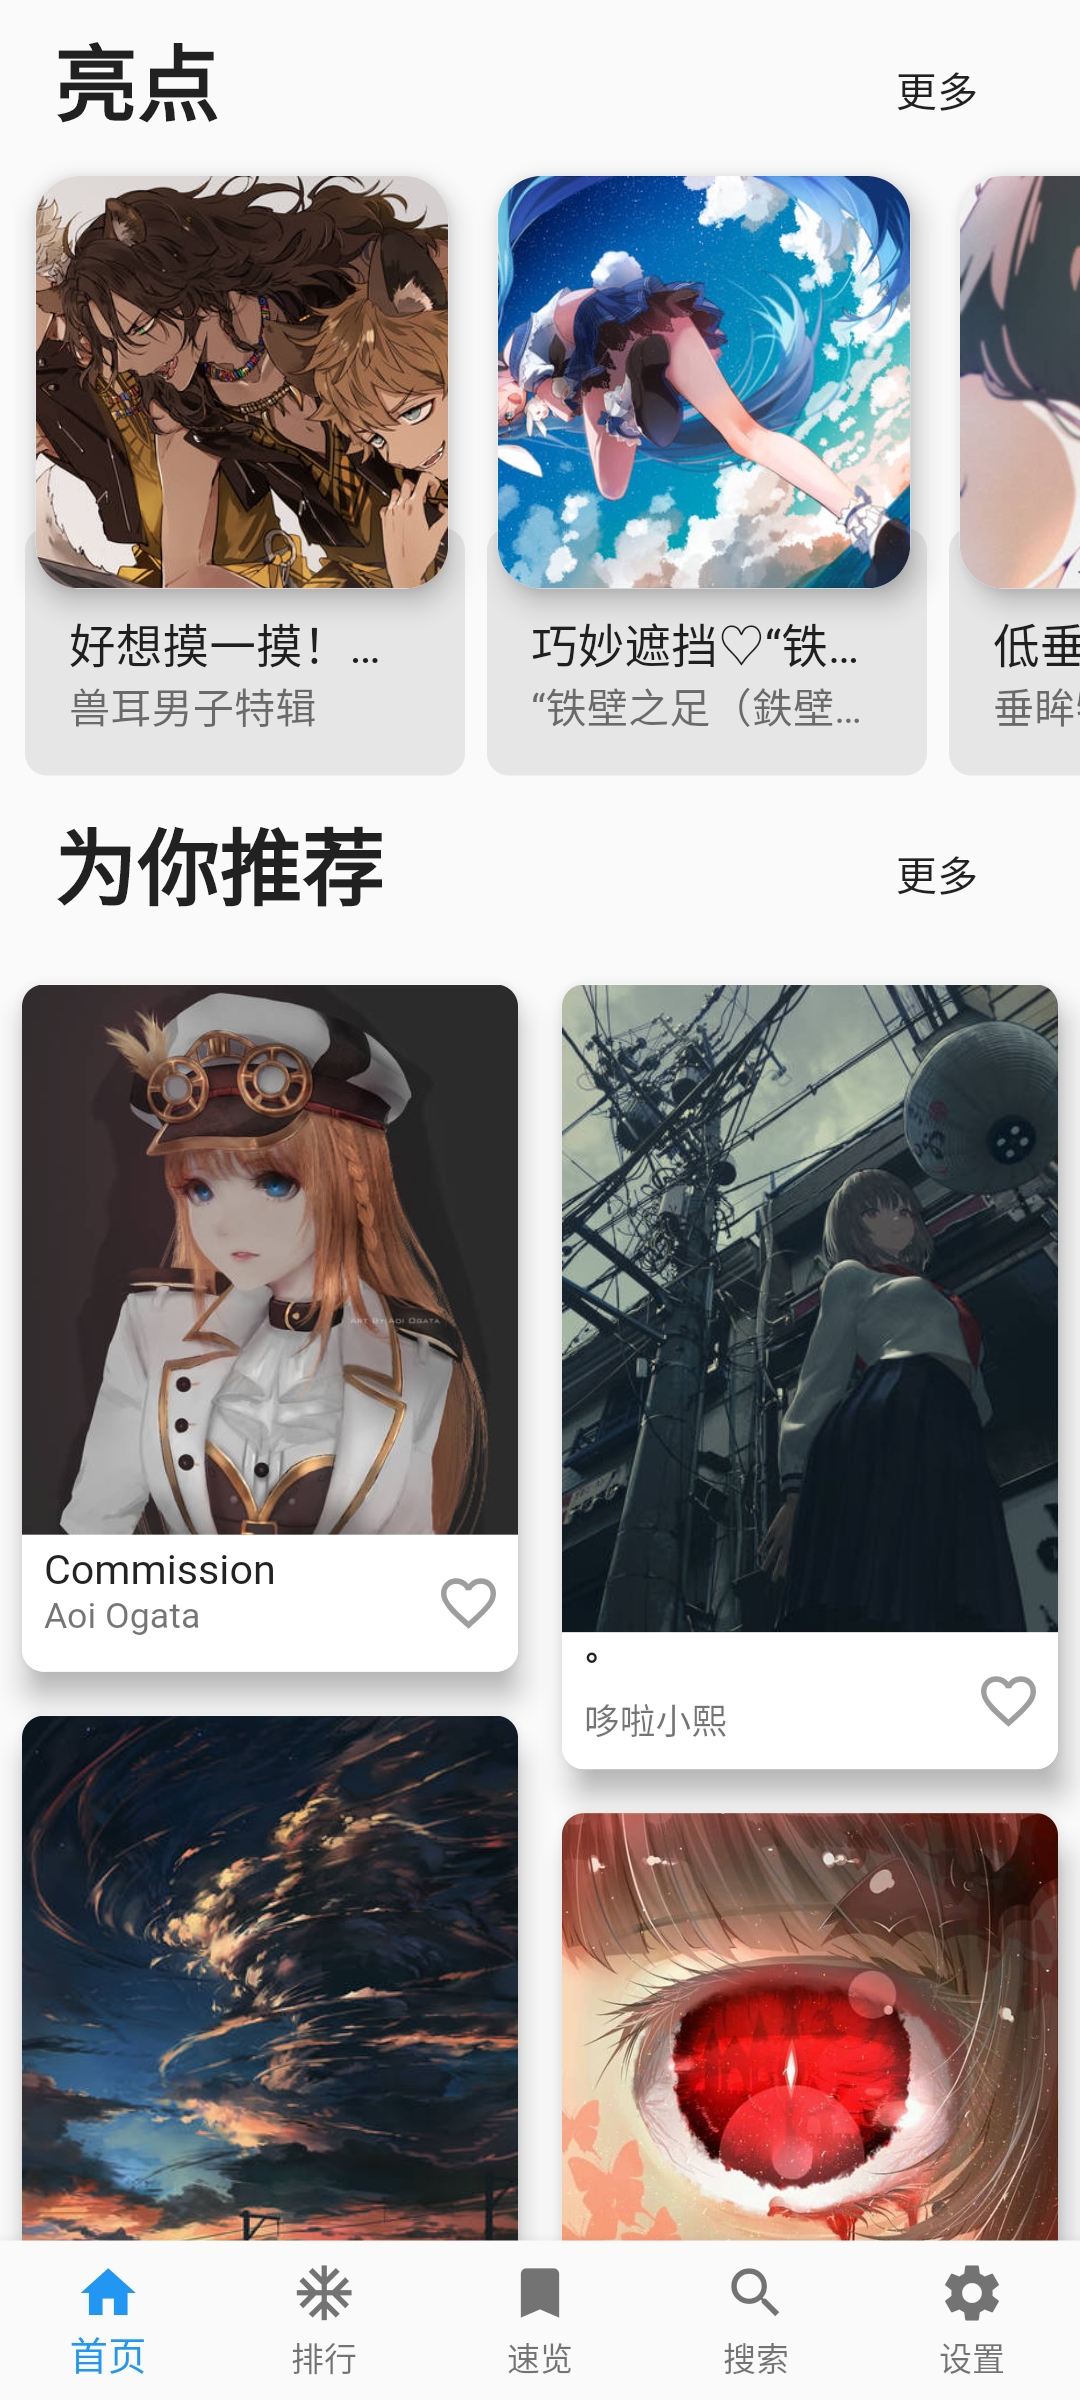 亮点
更多
好想摸一摸！...
兽耳男子特辑
巧妙遮挡♡“铁...
“铁壁之足（鉄壁...
低垂
垂眸
为你推荐
更多
ART BY AOI OGATA
Commission
Aoi Ogata
。
哆啦小熙
首页
排行
速览
搜索
设置